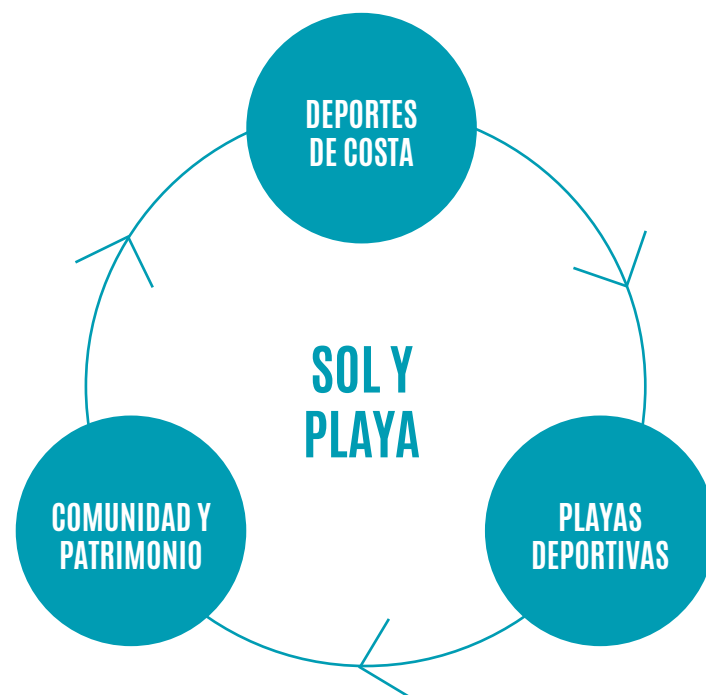 DEPORTES
DE COSTA
SOL Y
PLAYA
COMUNIDAD Y
PATRIMONIO
PLAYAS
DEPORTIVAS